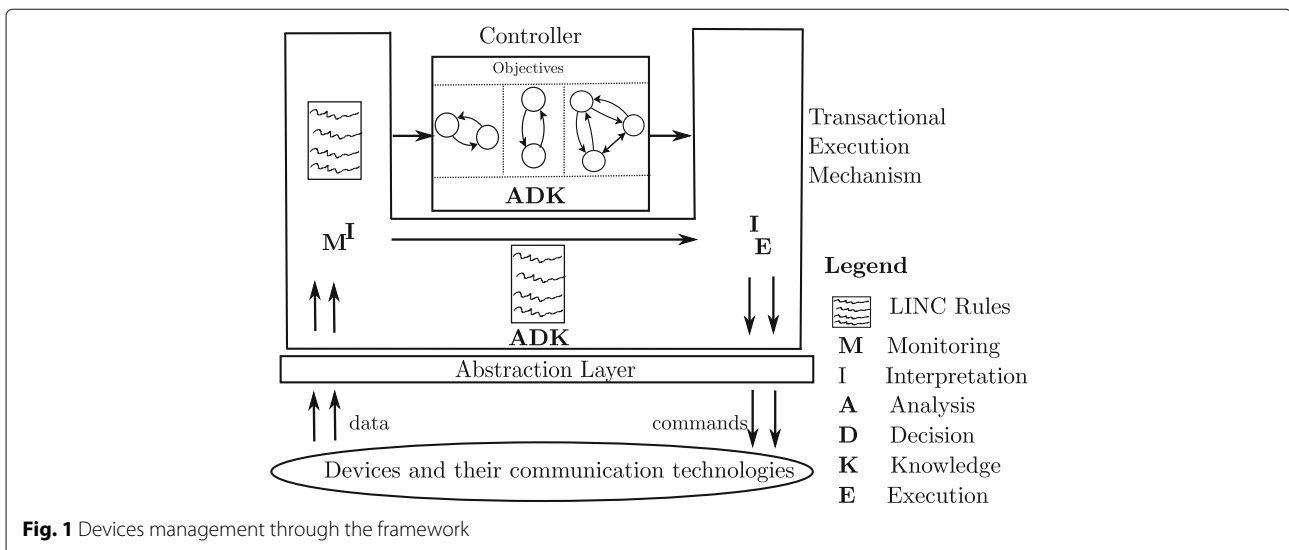 Controller
Objectives
ADK
Transactional
Execution
Mechanism
M I
I
E
ADK
Abstraction Layer
data
commands
Devices and their communication technologies
Legend
LINC Rules
M Monitoring
I Interpretation
A Analysis
D Decision
K Knowledge
E Execution
Fig. 1 Devices management through the framework